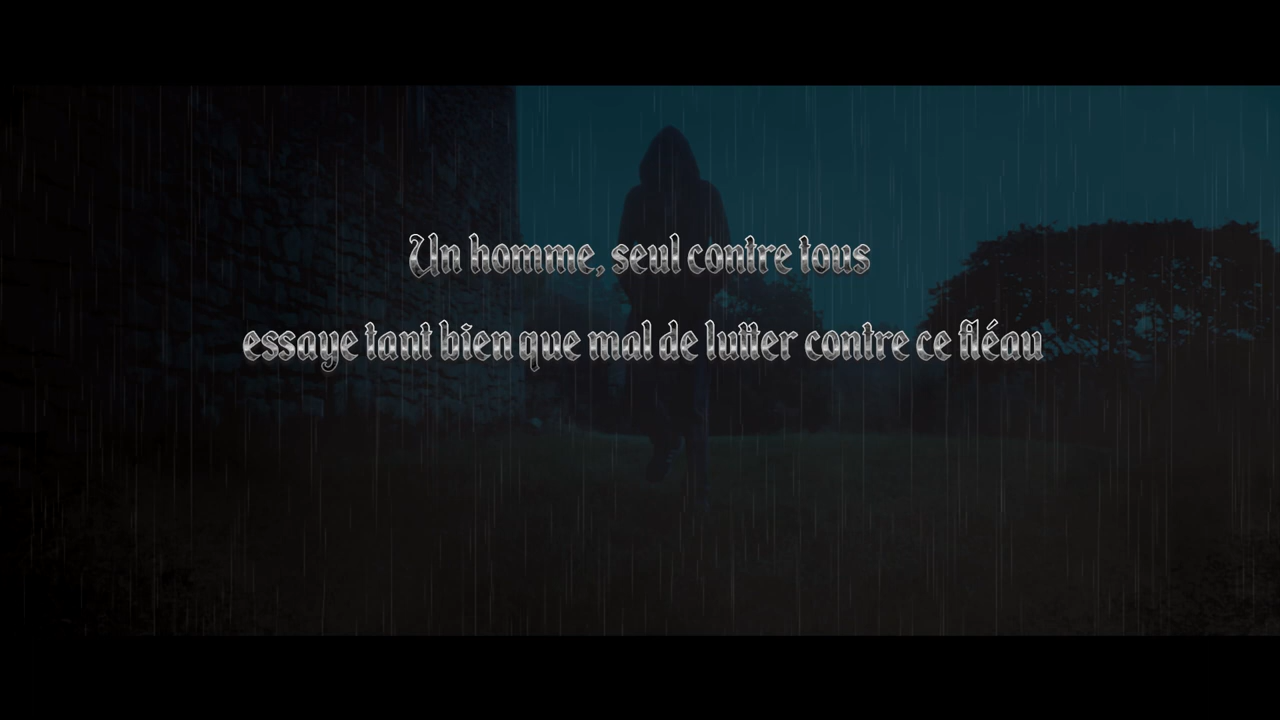 Un homme, seul contre tous
essaye tant bien que mal de lutter contre ce fléau